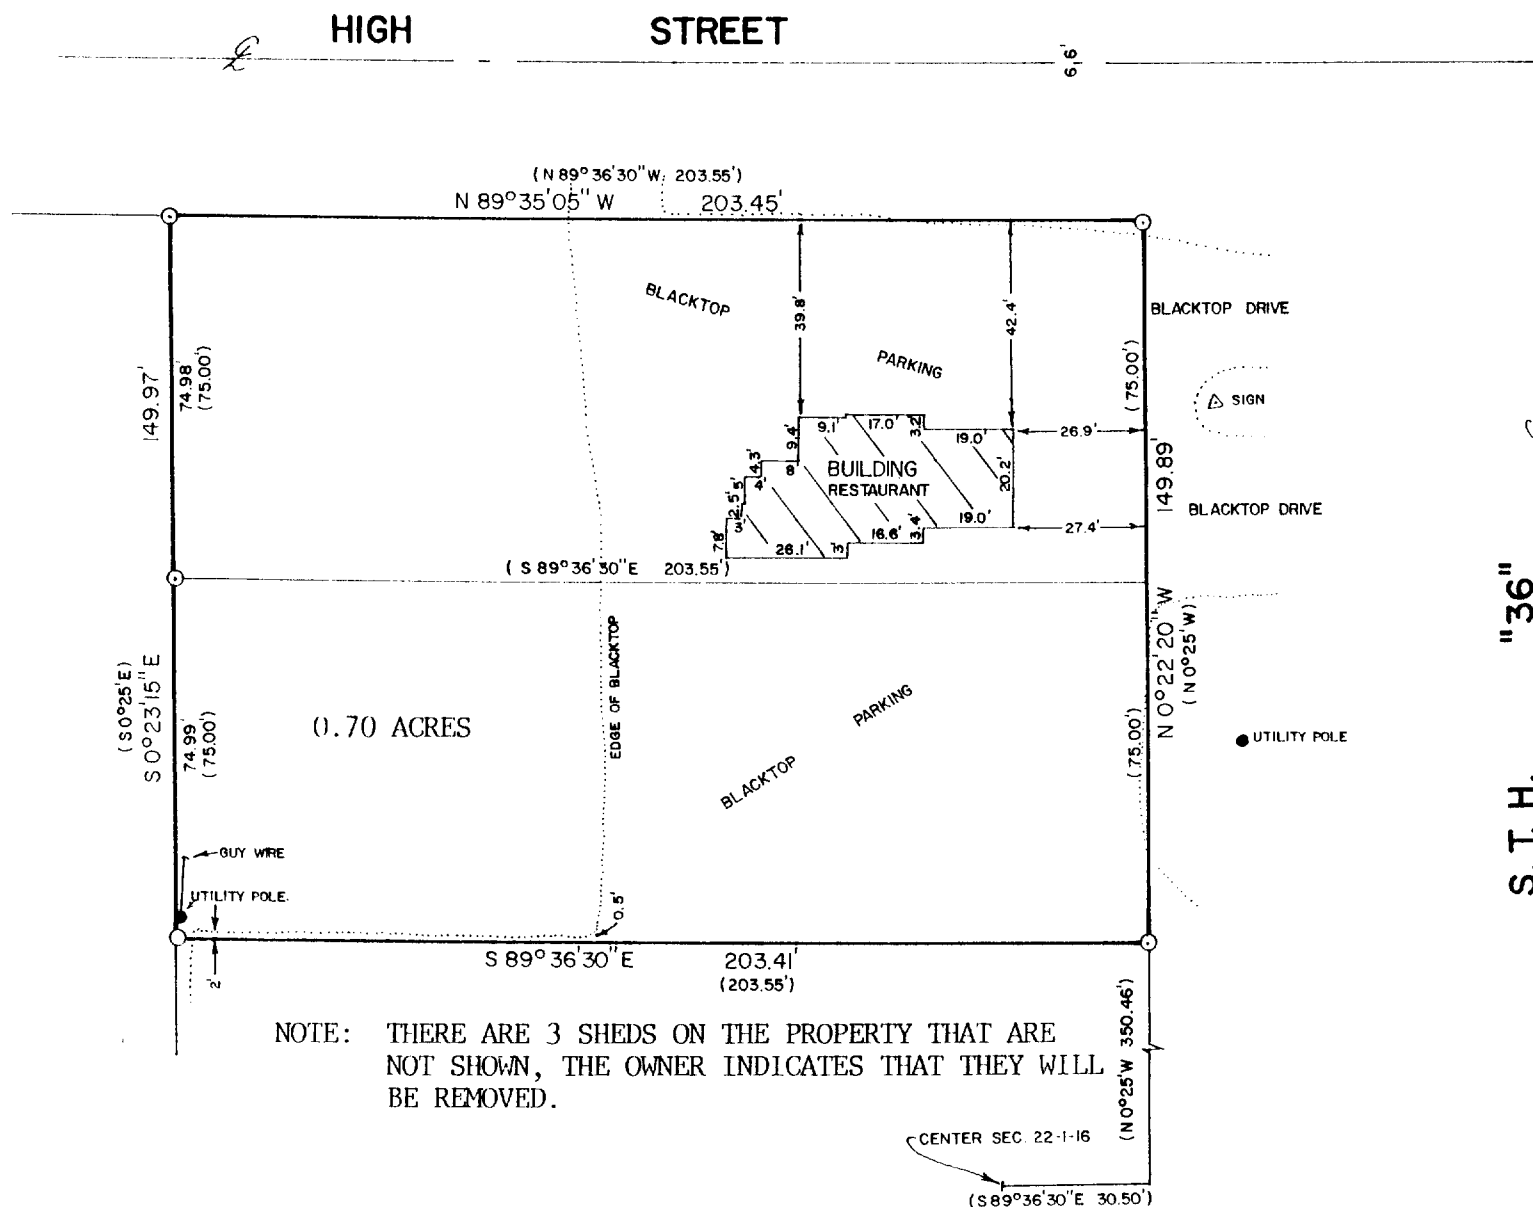 HIGH STREET
℄
66'
(N 89°36'30"W 203.55')
N 89°35'05" W 203.45'
BLACKTOP
39.8'
42.4'
BLACKTOP DRIVE
PARKING
(75.00')
149.97'
74.98'
(75.00')
SIGN
26.9'
9.1'
17.0'
3.2'
19.0'
9.4'
BUILDING
RESTAURANT
20.2'
149.89'
4.3'
8'
4'
5'
2.5'
3'
7.8'
26.1'
3'
16.6'
3.4'
19.0'
27.4'
BLACKTOP DRIVE
(S 89°36'30"E 203.55')
S.T.H. "36"
N 0°22'20"W
(N 0°25'W)
(75.00')
EDGE OF BLACKTOP
PARKING
BLACKTOP
0.70 ACRES
(S 0°25'E)
S 0°23'15"E
74.99'
(75.00')
UTILITY POLE
GUY WIRE
UTILITY POLE.
0.5'
2'
S 89°36'30"E 203.41'
(203.55')
NOTE: THERE ARE 3 SHEDS ON THE PROPERTY THAT ARE
NOT SHOWN, THE OWNER INDICATES THAT THEY WILL
BE REMOVED.
(N 0°25'W 350.46')
CENTER SEC. 22-1-16
(S 89°36'30"E 30.50')